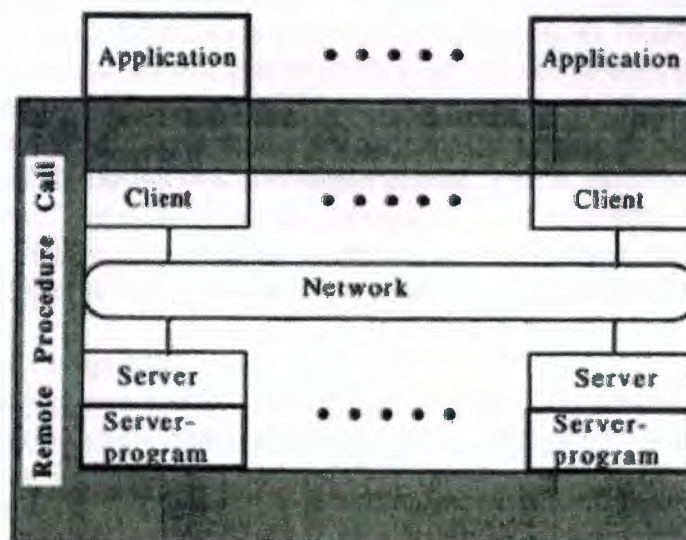 Application
Application
Remote Procedure Call
Client
Client
Network
Server
Server
Server-
program
Server-
program